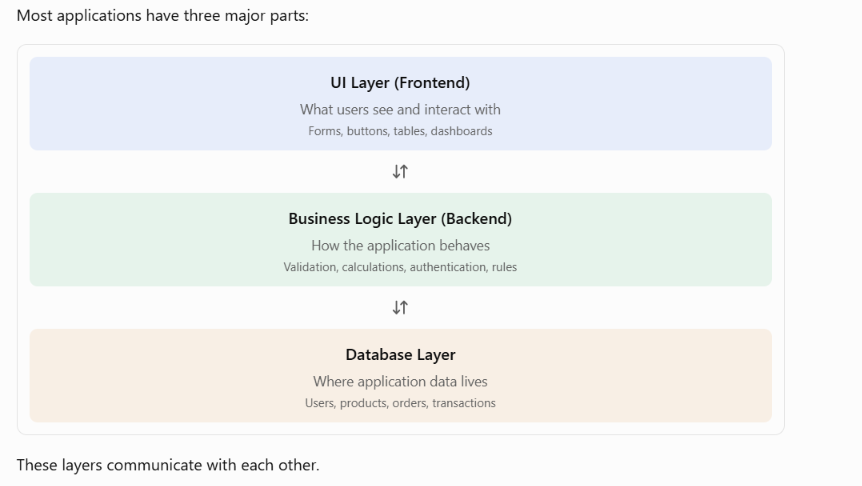 Most applications have three major parts:
UI Layer (Frontend)
What users see and interact with
Forms, buttons, tables, dashboards
Business Logic Layer (Backend)
How the application behaves
Validation, calculations, authentication, rules
Database Layer
Where application data lives
Users, products, orders, transactions
These layers communicate with each other.